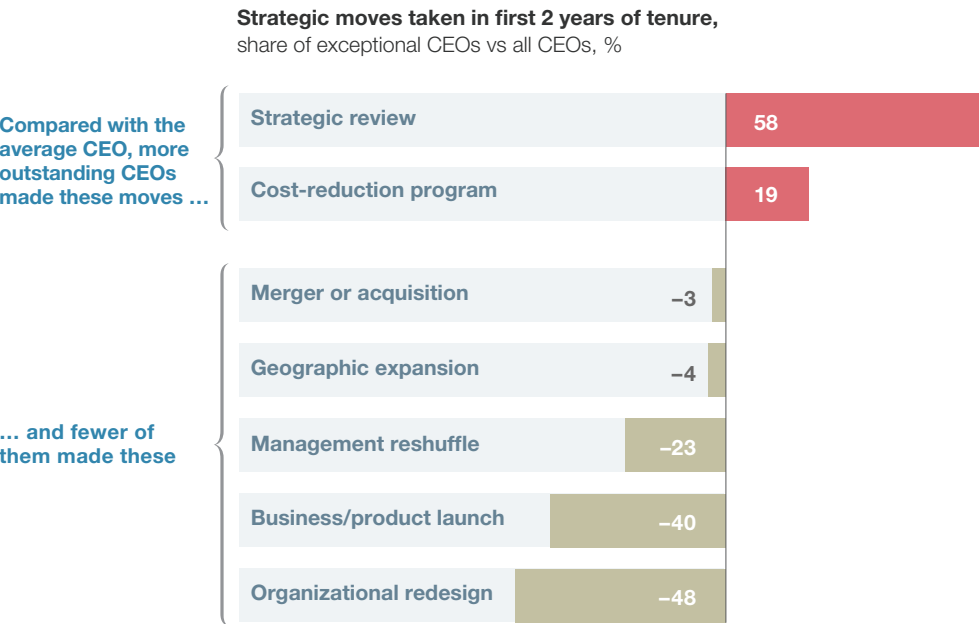 Strategic moves taken in first 2 years of tenure,
share of exceptional CEOs vs all CEOs, %
Compared with the
average CEO, more
outstanding CEOs
made these moves …
Strategic review
58
Cost-reduction program
19
… and fewer of
them made these
Merger or acquisition
–3
Geographic expansion
–4
Management reshuffle
–23
Business/product launch
–40
Organizational redesign
–48